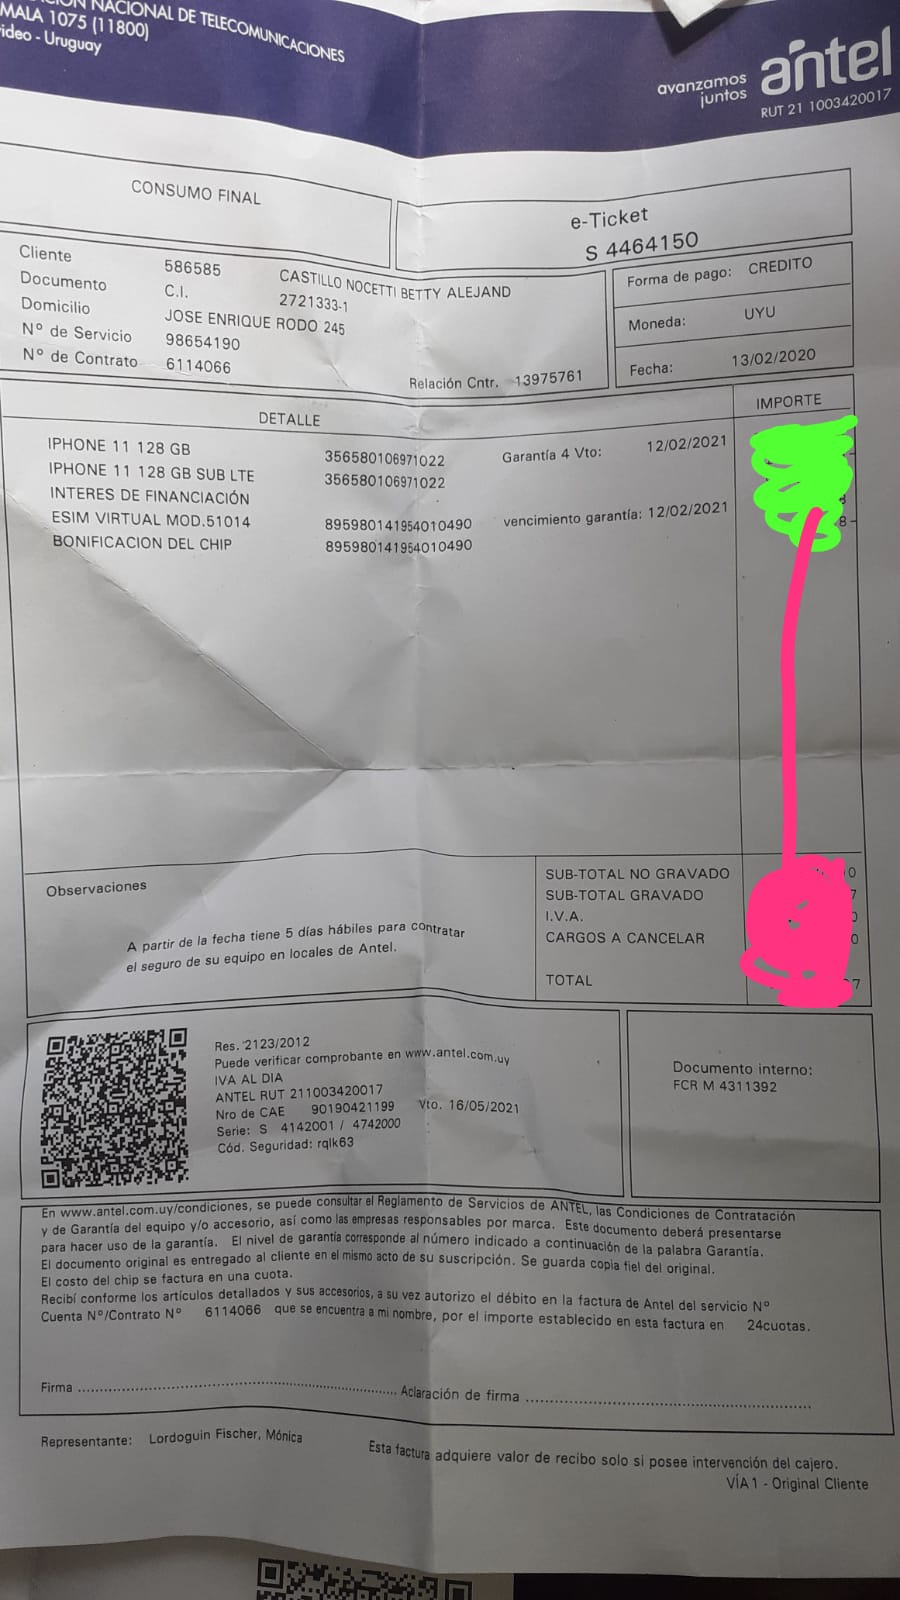 NACIONAL DE TELECOMUNICACIONES
MALA 1075 (11800)
ideo - Uruguay
avanzamos juntos
antel
RUT 21 1003420017
CONSUMO FINAL
e-Ticket
S 4464150
Cliente 586585 CASTILLO NOCETTI BETTY ALEJAND
Documento C.I. 2721333-1
Domicilio JOSE ENRIQUE RODO 245
Nº de Servicio 98654190
Nº de Contrato 6114066
Relación Cntr. 13975761
Forma de pago: CREDITO
Moneda: UYU
Fecha: 13/02/2020
DETALLE IMPORTE
IPHONE 11 128 GB 356580106971022 Garantía 4 Vto: 12/02/2021
IPHONE 11 128 GB SUB LTE 356580106971022
INTERES DE FINANCIACIÓN
ESIM VIRTUAL MOD.51014 895980141954010490 vencimiento garantía: 12/02/2021
BONIFICACION DEL CHIP 895980141954010490 8-
Observaciones
A partir de la fecha tiene 5 días hábiles para contratar
el seguro de su equipo en locales de Antel.
SUB-TOTAL NO GRAVADO 0
SUB-TOTAL GRAVADO 7
I.V.A.
CARGOS A CANCELAR 0
TOTAL 7
Res. 2123/2012
Puede verificar comprobante en www.antel.com.uy
IVA AL DIA
ANTEL RUT 211003420017
Nro de CAE 90190421199 Vto. 16/05/2021
Serie: S 4142001 / 4742000
Cód. Seguridad: rqlk63
Documento interno:
FCR M 4311392
En www.antel.com.uy/condiciones, se puede consultar el Reglamento de Servicios de ANTEL, las Condiciones de Contratación
y de Garantía del equipo y/o accesorio, así como las empresas responsables por marca. Este documento deberá presentarse
para hacer uso de la garantía. El nivel de garantía corresponde al número indicado a continuación de la palabra Garantía.
El documento original es entregado al cliente en el mismo acto de su suscripción. Se guarda copia fiel del original.
El costo del chip se factura en una cuota.
Recibí conforme los artículos detallados y sus accesorios, a su vez autorizo el débito en la factura de Antel del servicio Nº
Cuenta Nº/Contrato Nº 6114066 que se encuentra a mi nombre, por el importe establecido en esta factura en 24cuotas.
Firma Aclaración de firma
Representante: Lordoguin Fischer, Mónica
Esta factura adquiere valor de recibo solo si posee intervención del cajero.
VÍA 1 - Original Cliente